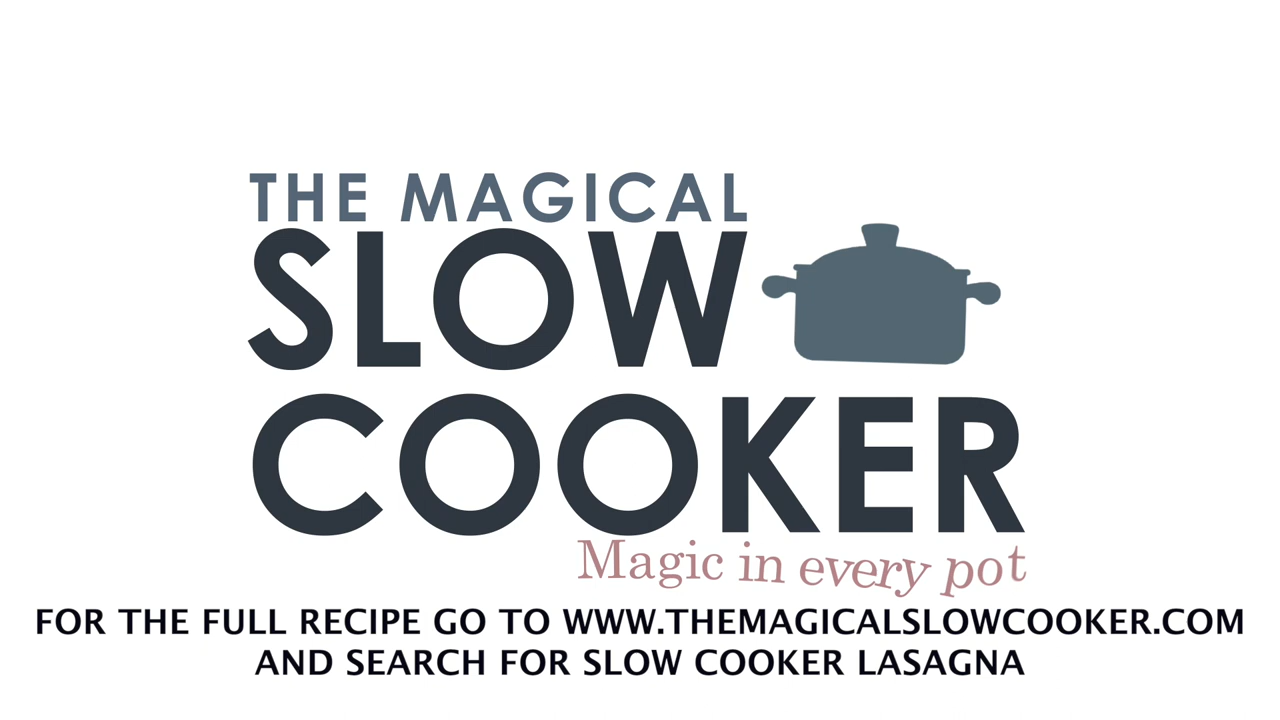 THE MAGICAL
SLOW
COOKER
Magic in every pot
FOR THE FULL RECIPE GO TO WWW.THEMAGICALSLOWCOOKER.COM
AND SEARCH FOR SLOW COOKER LASAGNA